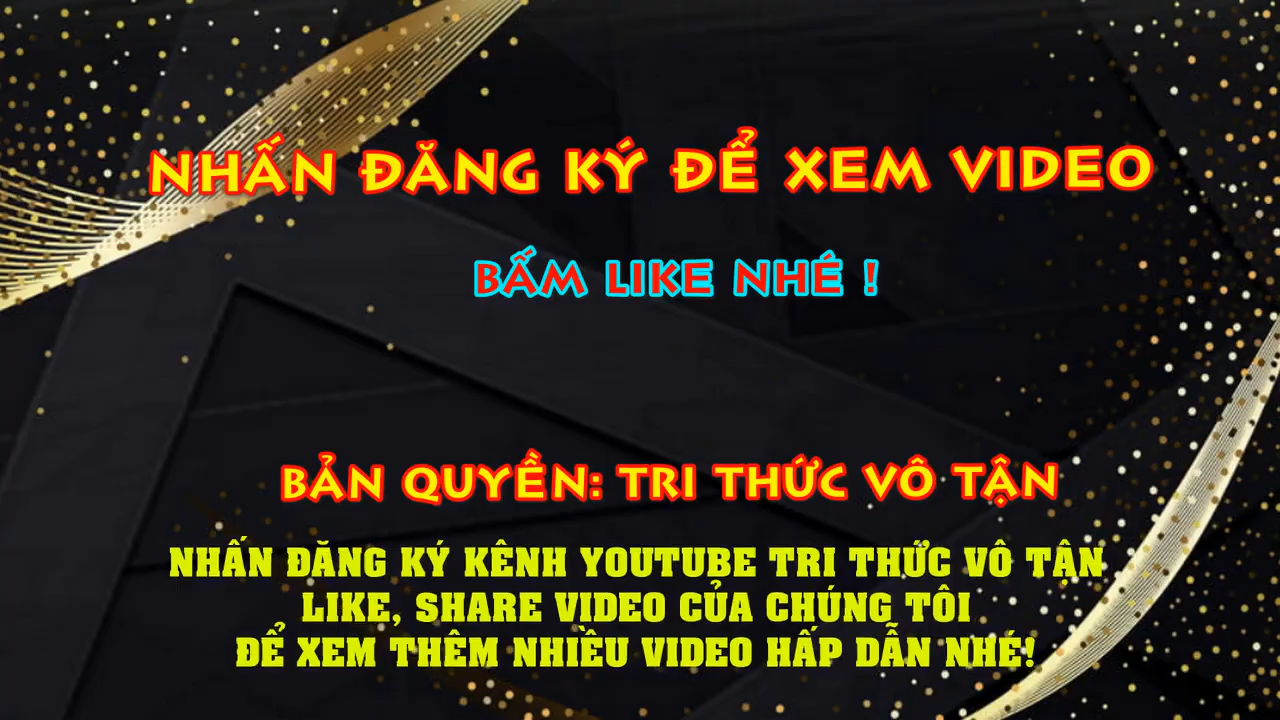 NHẤN ĐĂNG KÝ ĐỂ XEM VIDEO
BẤM LIKE NHÉ !
BẢN QUYỀN: TRI THỨC VÔ TẬN
NHẤN ĐĂNG KÝ KÊNH YOUTUBE TRI THỨC VÔ TẬN
LIKE, SHARE VIDEO CỦA CHÚNG TÔI
ĐỂ XEM THÊM NHIỀU VIDEO HẤP DẪN NHÉ!